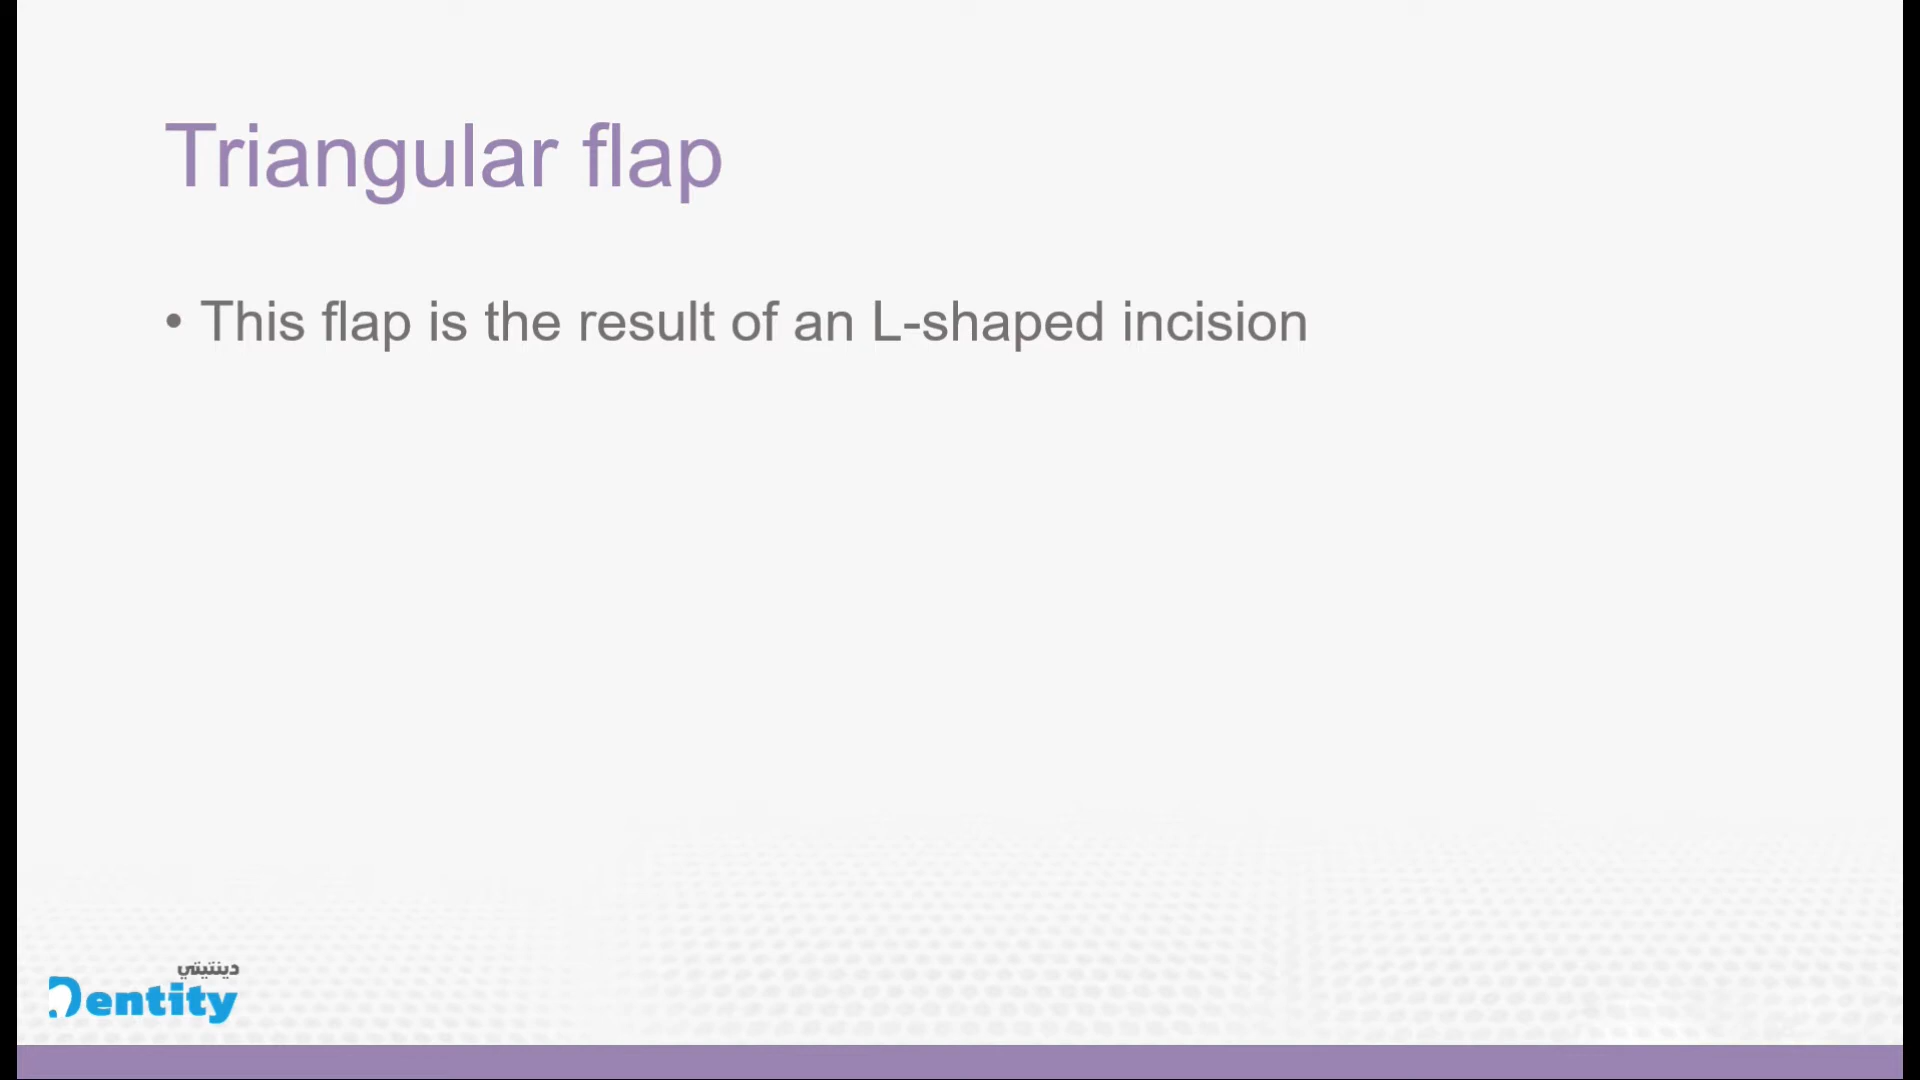 Triangular flap
• This flap is the result of an L-shaped incision
دينتيتي
Dentity